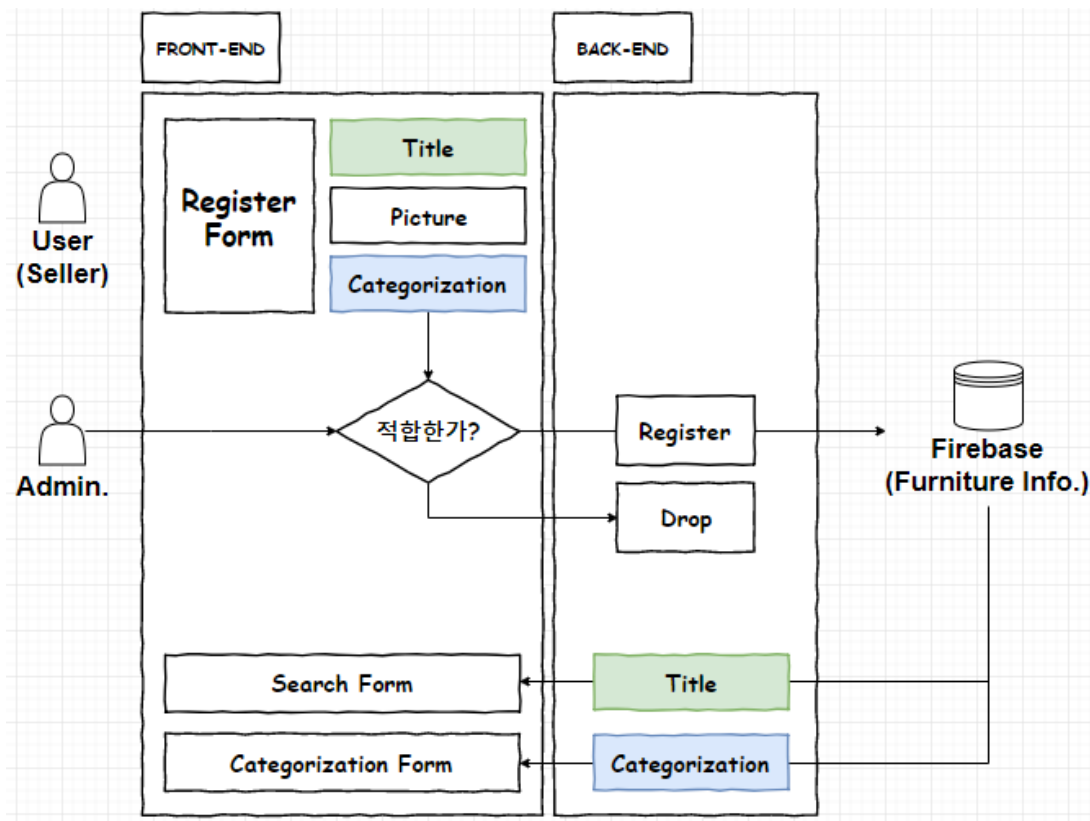 FRONT-END
BACK-END
Register
Form
Title
Picture
Categorization
User
(Seller)
Admin.
적합한가?
Register
Drop
Firebase
(Furniture Info.)
Search Form
Title
Categorization Form
Categorization